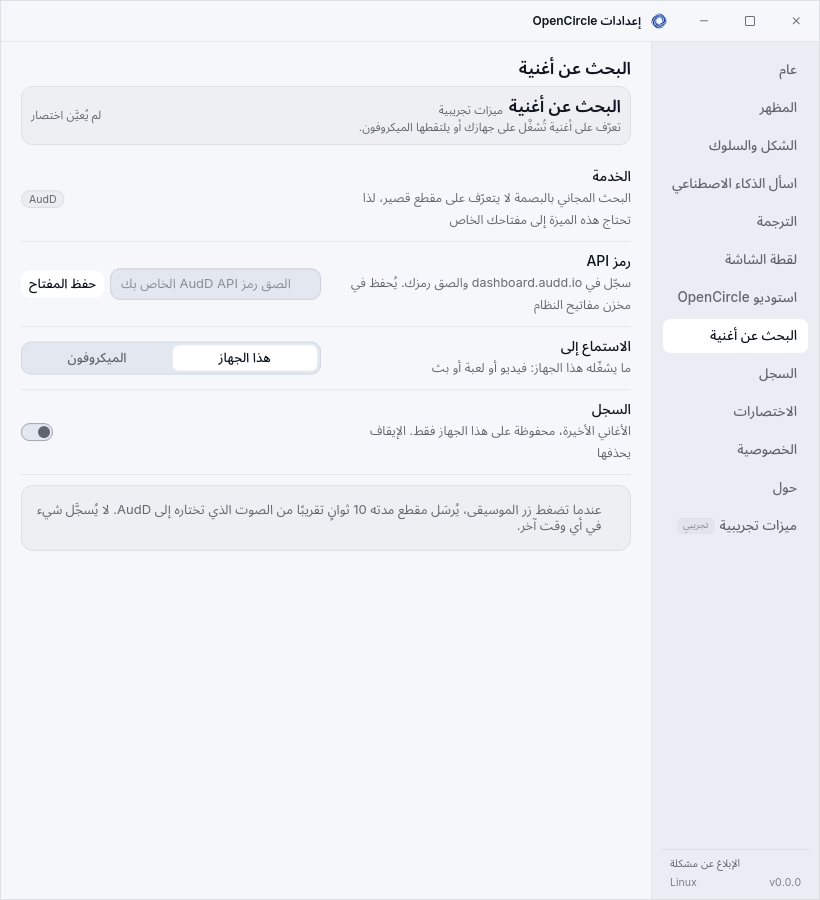 إعدادات OpenCircle
عام
المظهر
الشكل والسلوك
اسأل الذكاء الاصطناعي
الترجمة
لقطة الشاشة
استوديو OpenCircle
البحث عن أغنية
السجل
الاختصارات
الخصوصية
حول
ميزات تجريبية تجريبي
الإبلاغ عن مشكلة
v0.0.0 Linux
البحث عن أغنية
البحث عن أغنية ميزات تجريبية
تعرّف على أغنية تُشغَّل على جهازك أو يلتقطها الميكروفون.
لم يُعيَّن اختصار
الخدمة
البحث المجاني بالبصمة لا يتعرّف على مقطع قصير، لذا
تحتاج هذه الميزة إلى مفتاحك الخاص
AudD
رمز API
سجّل في dashboard.audd.io والصق رمزك. يُحفظ في
مخزن مفاتيح النظام
الصق رمز AudD API الخاص بك
حفظ المفتاح
الاستماع إلى
ما يشغّله هذا الجهاز: فيديو أو لعبة أو بث
هذا الجهاز
الميكروفون
السجل
الأغاني الأخيرة، محفوظة على هذا الجهاز فقط. الإيقاف
يحذفها
عندما تضغط زر الموسيقى، يُرسَل مقطع مدته 10 ثوانٍ تقريبًا من الصوت الذي تختاره إلى AudD. لا يُسجَّل شيء
في أي وقت آخر.